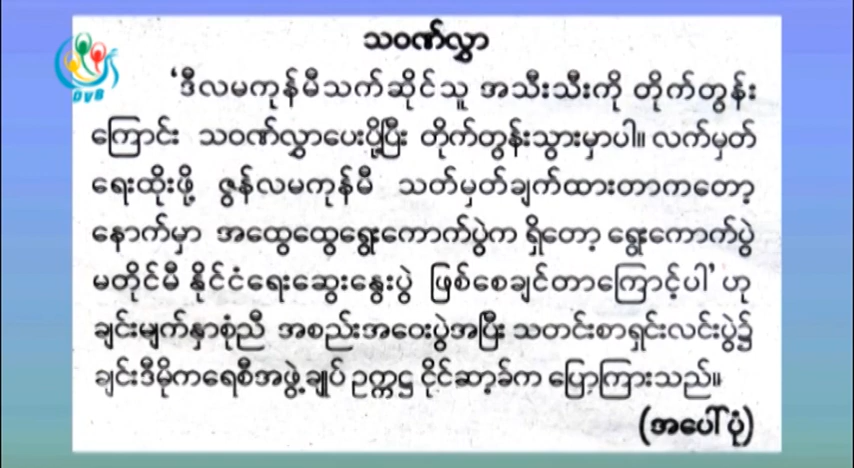 သဝဏ်လွှာ
DVB
‘ဒီလမကုန်မီသက်ဆိုင်သူ အသီးသီးကို တိုက်တွန်း
ကြောင်း သဝဏ်လွှာပေးပို့ပြီး တိုက်တွန်းသွားမှာပါ။ လက်မှတ်
ရေးထိုးဖို့ ဇွန်လမကုန်မီ သတ်မှတ်ချက်ထားတာကတော့
နောက်မှာ အထွေထွေရွေးကောက်ပွဲက ရှိတော့ ရွေးကောက်ပွဲ
မတိုင်မီ နိုင်ငံရေးဆွေးနွေးပွဲ ဖြစ်စေချင်တာကြောင့်ပါ’ ဟု
ချင်းမျက်နှာစုံညီ အစည်းအဝေးပွဲအပြီး သတင်းစာရှင်းလင်းပွဲ၌
ချင်းဒီမိုကရေစီအဖွဲ့ချုပ် ဥက္ကဋ္ဌ ငိုင်ဆာ့ခ်က ပြောကြားသည်။
(အပေါ်ပုံ)